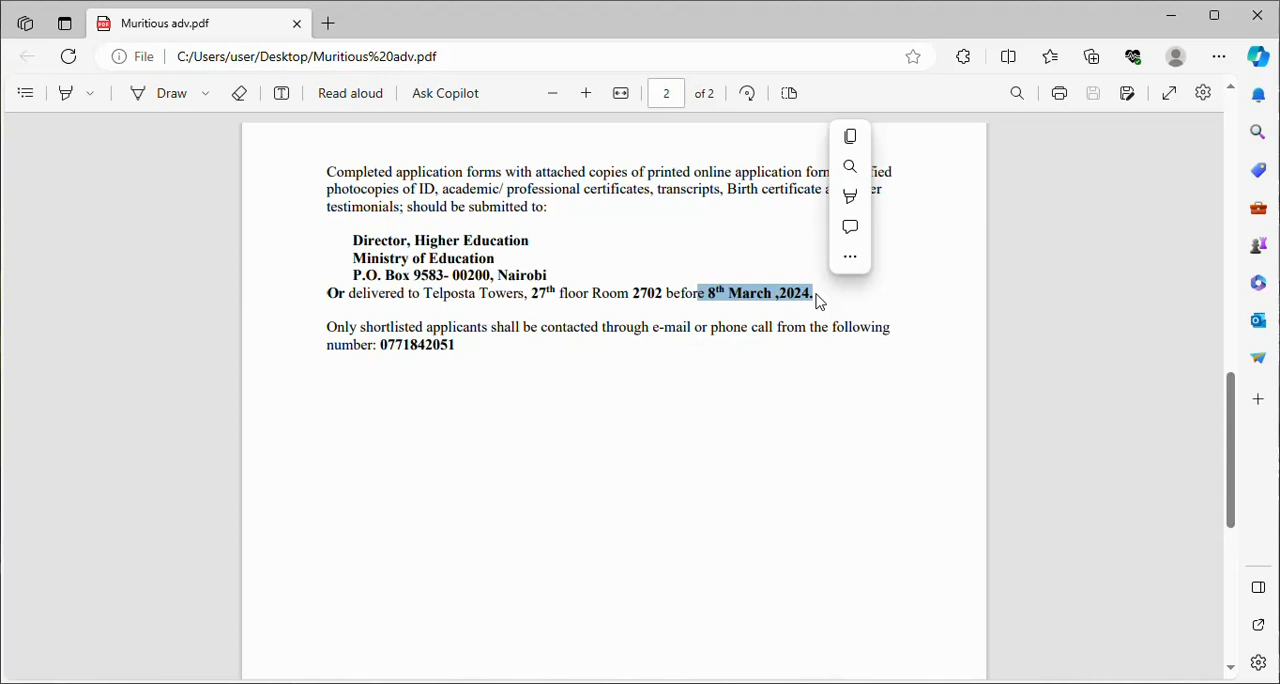 Muritious adv.pdf
File C:/Users/user/Desktop/Muritious%20adv.pdf
Draw Read aloud Ask Copilot 2 of 2
Completed application forms with attached copies of printed online application
photocopies of ID, academic/ professional certificates, transcripts, Birth certificate
testimonials; should be submitted to:
Director, Higher Education
Ministry of Education
P.O. Box 9583- 00200, Nairobi
Or delivered to Telposta Towers, 27th floor Room 2702 before 8th March ,2024.
Only shortlisted applicants shall be contacted through e-mail or phone call from the following
number: 0771842051